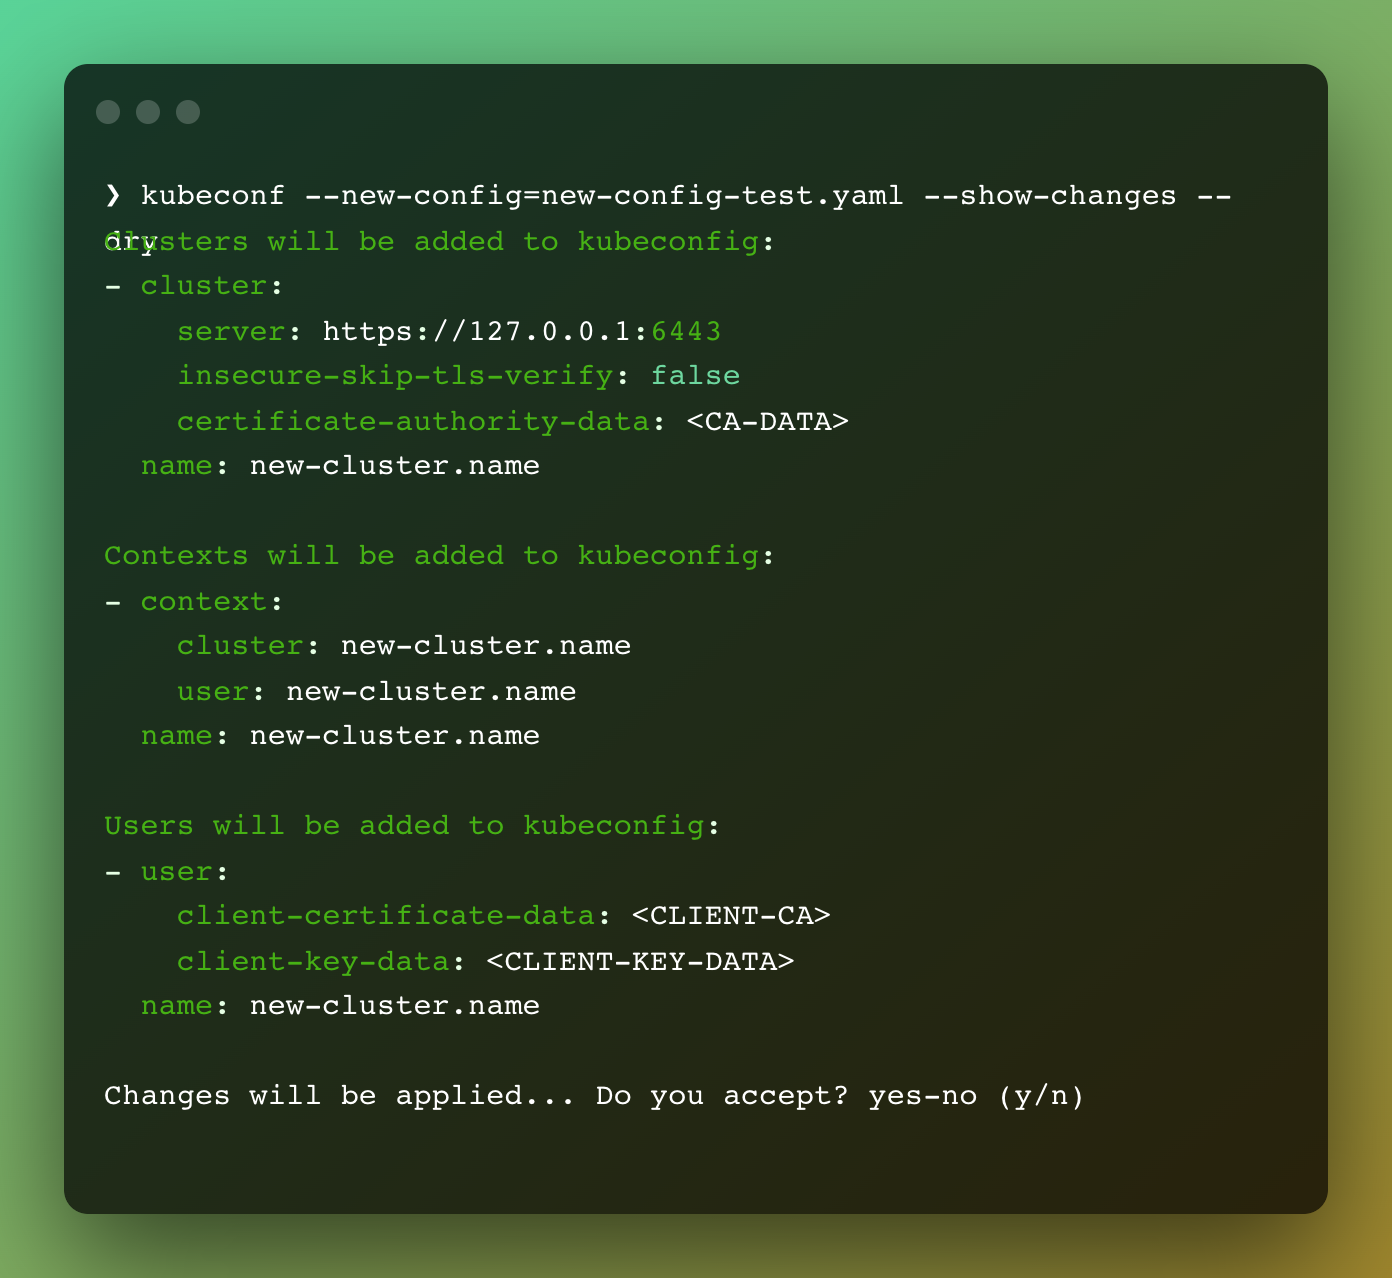 ❯ kubeconf --new-config=new-config-test.yaml --show-changes --
dry
Clusters will be added to kubeconfig:
- cluster:
    server: https://127.0.0.1:6443
    insecure-skip-tls-verify: false
    certificate-authority-data: <CA-DATA>
  name: new-cluster.name

Contexts will be added to kubeconfig:
- context:
    cluster: new-cluster.name
    user: new-cluster.name
  name: new-cluster.name

Users will be added to kubeconfig:
- user:
    client-certificate-data: <CLIENT-CA>
    client-key-data: <CLIENT-KEY-DATA>
  name: new-cluster.name

Changes will be applied... Do you accept? yes-no (y/n)